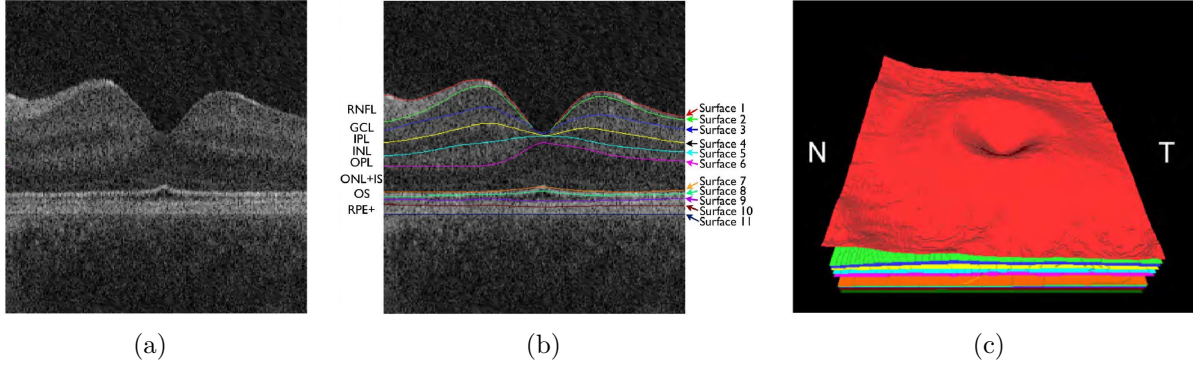 RNFL
GCL
IPL
INL
OPL
ONL+IS
OS
RPE+
Surface 1
Surface 2
Surface 3
Surface 4
Surface 5
Surface 6
Surface 7
Surface 8
Surface 9
Surface 10
Surface 11
N
T
(a)
(b)
(c)